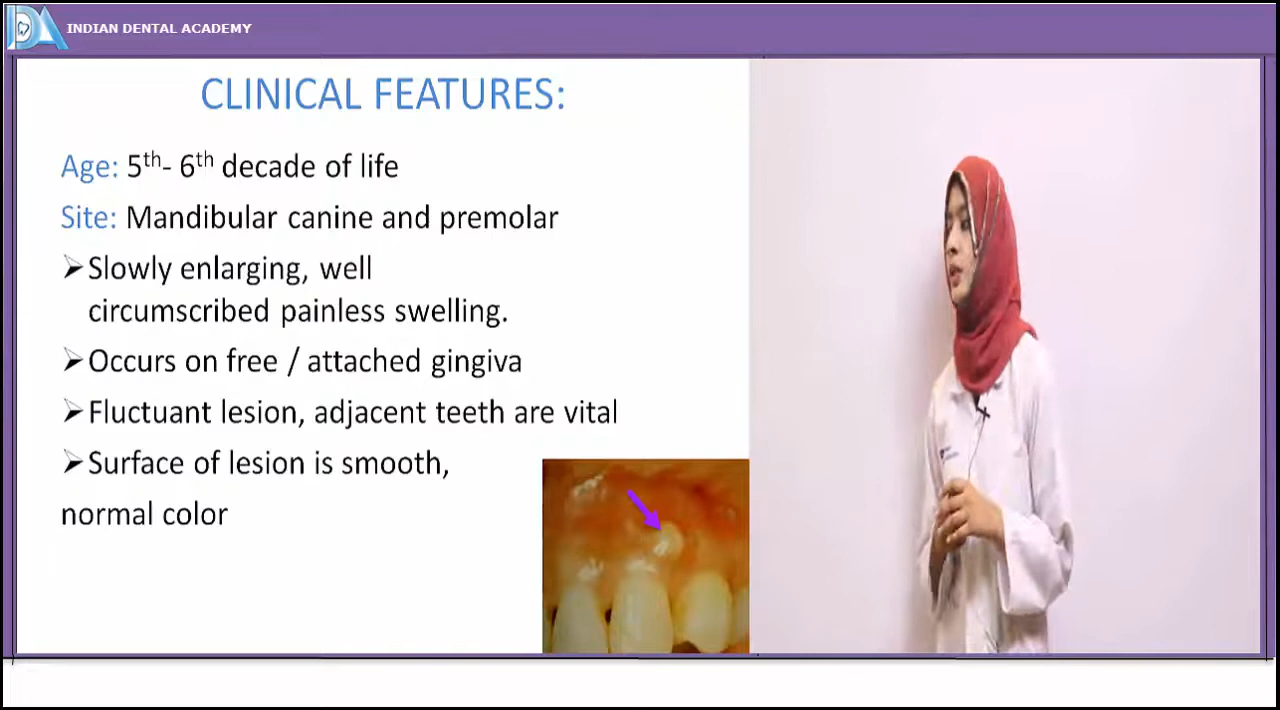 INDIAN DENTAL ACADEMY
CLINICAL FEATURES:
Age: 5th- 6th decade of life
Site: Mandibular canine and premolar
➢Slowly enlarging, well
circumscribed painless swelling.
➢Occurs on free / attached gingiva
➢Fluctuant lesion, adjacent teeth are vital
➢Surface of lesion is smooth,
normal color